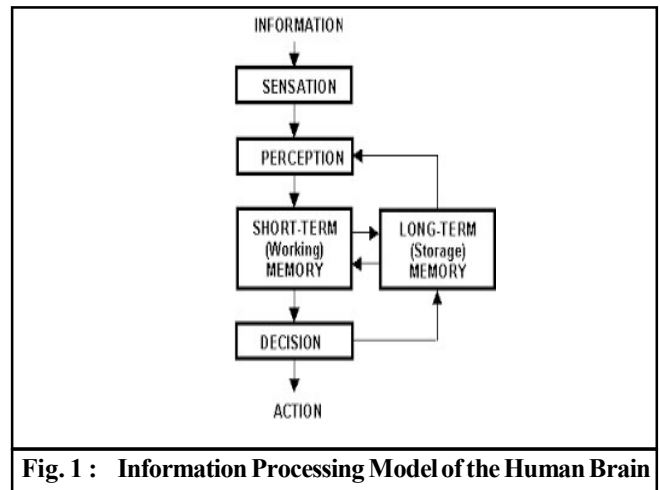 INFORMATION
SENSATION
PERCEPTION
SHORT-TERM
(Working)
MEMORY
LONG-TERM
(Storage)
MEMORY
DECISION
ACTION
Fig. 1 : Information Processing Model of the Human Brain